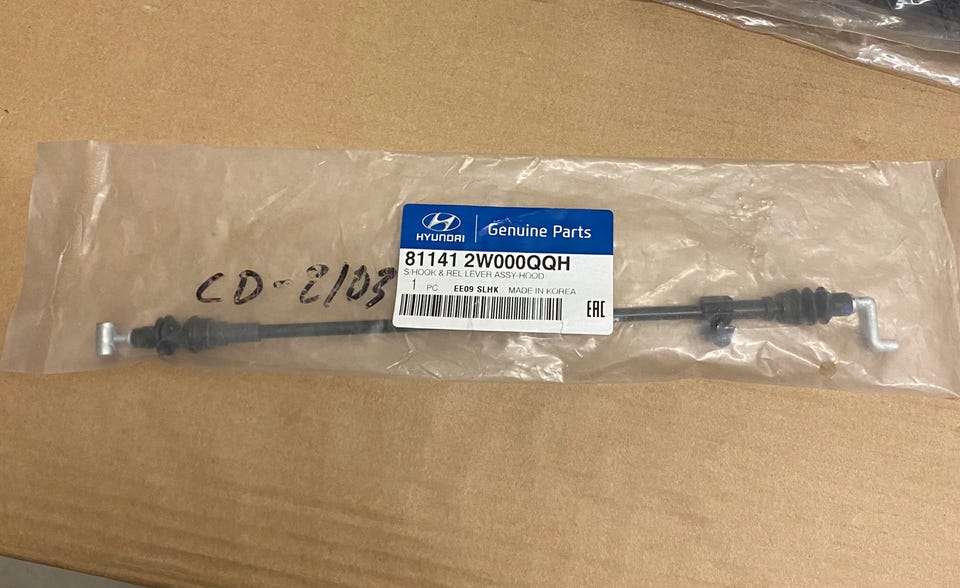 HYUNDAI
Genuine Parts
81141 2W000QQH
S/HOOK & REL LEVER ASSY-HOOD
1 PC EE09 SLHK MADE IN KOREA
EAC
CD-2103